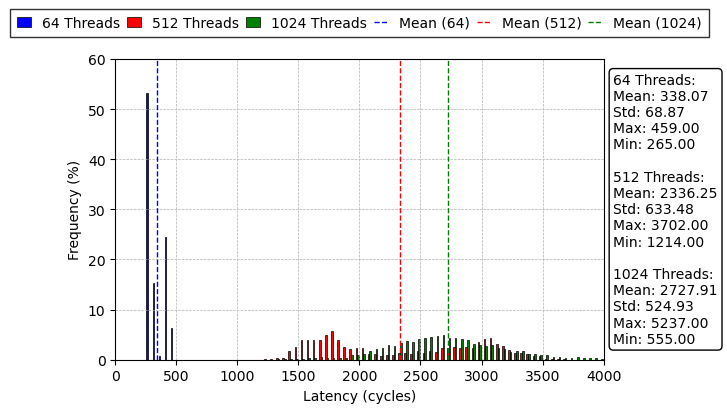 64 Threads 512 Threads 1024 Threads Mean (64) Mean (512) Mean (1024)
60
50
40
30
20
10
0
Frequency (%)
0 500 1000 1500 2000 2500 3000 3500 4000
Latency (cycles)
64 Threads:
Mean: 338.07
Std: 68.87
Max: 459.00
Min: 265.00
512 Threads:
Mean: 2336.25
Std: 633.48
Max: 3702.00
Min: 1214.00
1024 Threads:
Mean: 2727.91
Std: 524.93
Max: 5237.00
Min: 555.00